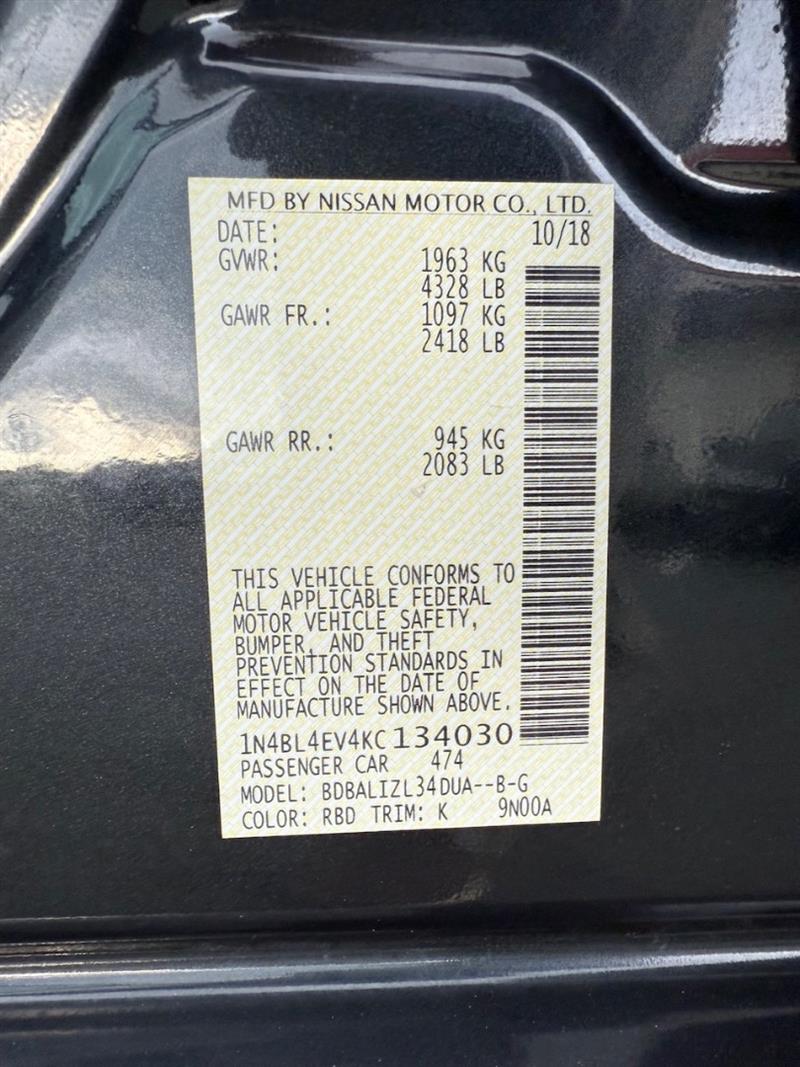 MFD BY NISSAN MOTOR CO., LTD.
DATE: 10/18
GVWR: 1963 KG
4328 LB
GAWR FR.: 1097 KG
2418 LB
GAWR RR.: 945 KG
2083 LB
THIS VEHICLE CONFORMS TO
ALL APPLICABLE FEDERAL
MOTOR VEHICLE SAFETY,
BUMPER, AND THEFT
PREVENTION STANDARDS IN
EFFECT ON THE DATE OF
MANUFACTURE SHOWN ABOVE.
1N4BL4EV4KC134030
PASSENGER CAR 474
MODEL: BDBALIZL34DUA--B-G
COLOR: RBD TRIM: K 9N00A